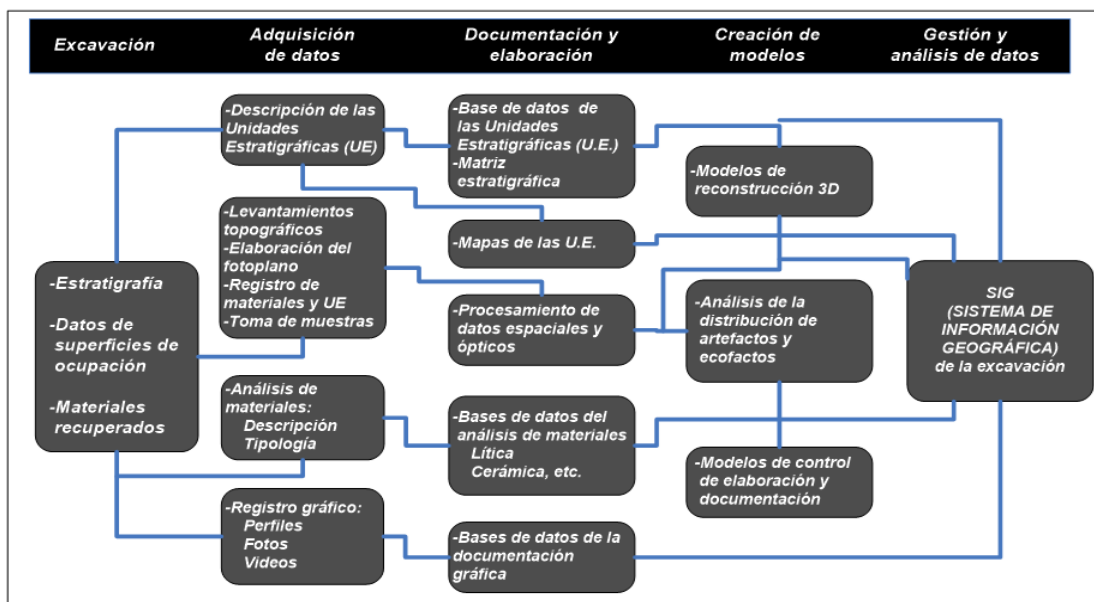 Excavación
Adquisición
de datos
Documentación y
elaboración
Creación de
modelos
Gestión y
análisis de datos
-Estratigrafía
-Datos de
superficies de
ocupación
-Materiales
recuperados
-Descripción de las
Unidades
Estratigráficas (UE)
-Levantamientos
topográficos
-Elaboración del
fotoplano
-Registro de
materiales y UE
-Toma de muestras
-Análisis de
materiales:
Descripción
Tipología
-Registro gráfico:
Perfiles
Fotos
Videos
-Base de datos de
las Unidades
Estratigráficas (U.E.)
-Matriz
estratigráfica
-Mapas de las U.E.
-Procesamiento de
datos espaciales y
ópticos
-Bases de datos del
análisis de materiales
Lítica
Cerámica, etc.
-Bases de datos de la
documentación
gráfica
-Modelos de
reconstrucción 3D
-Análisis de la
distribución de
artefactos y
ecofactos
-Modelos de control
de elaboración y
documentación
SIG
(SISTEMA DE
INFORMACIÓN
GEOGRÁFICA)
de la excavación